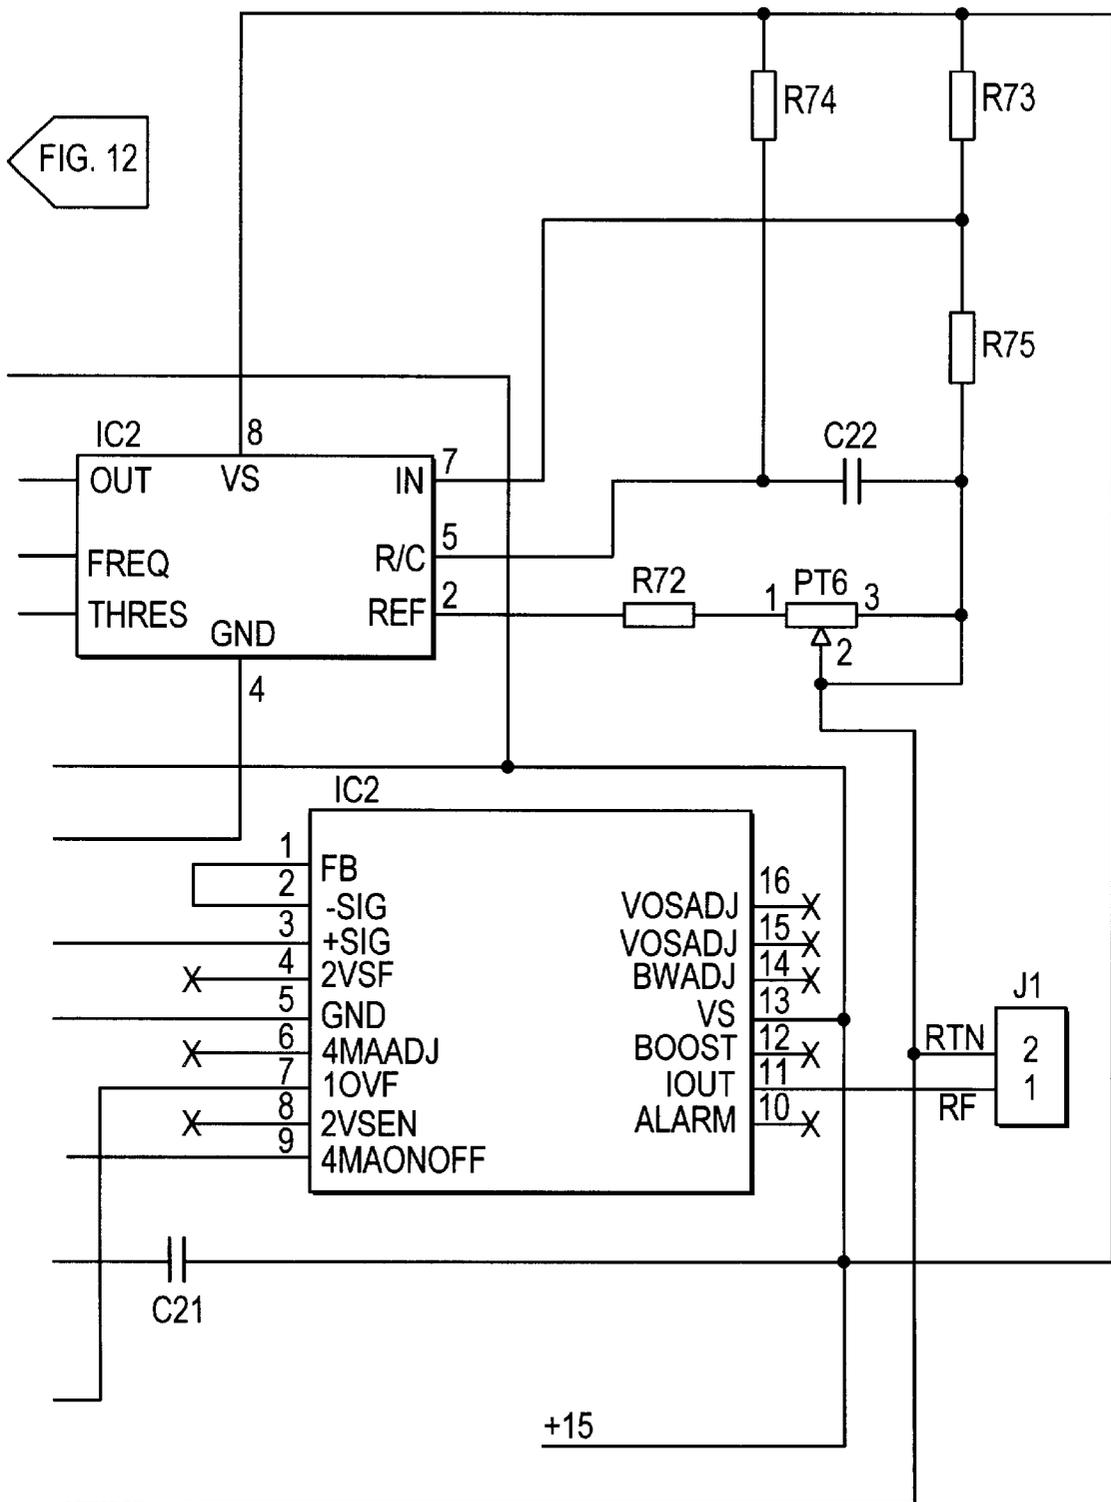 R74
R73
FIG. 12
R75
IC2
8
C22
OUT
VS
IN
7
FREQ
R/C
5
THRES
REF
2
R72
1
PT6
3
GND
2
4
IC2
1
FB
2
-SIG
3
+SIG
4
2VSF
5
GND
6
4MAADJ
7
1OVF
8
2VSEN
9
4MAONOFF
VOSADJ
16
X
VOSADJ
15
X
BWADJ
14
X
VS
13
BOOST
12
X
IOUT
11
ALARM
10
X
X
X
X
J1
RTN
2
RF
1
C21
+15